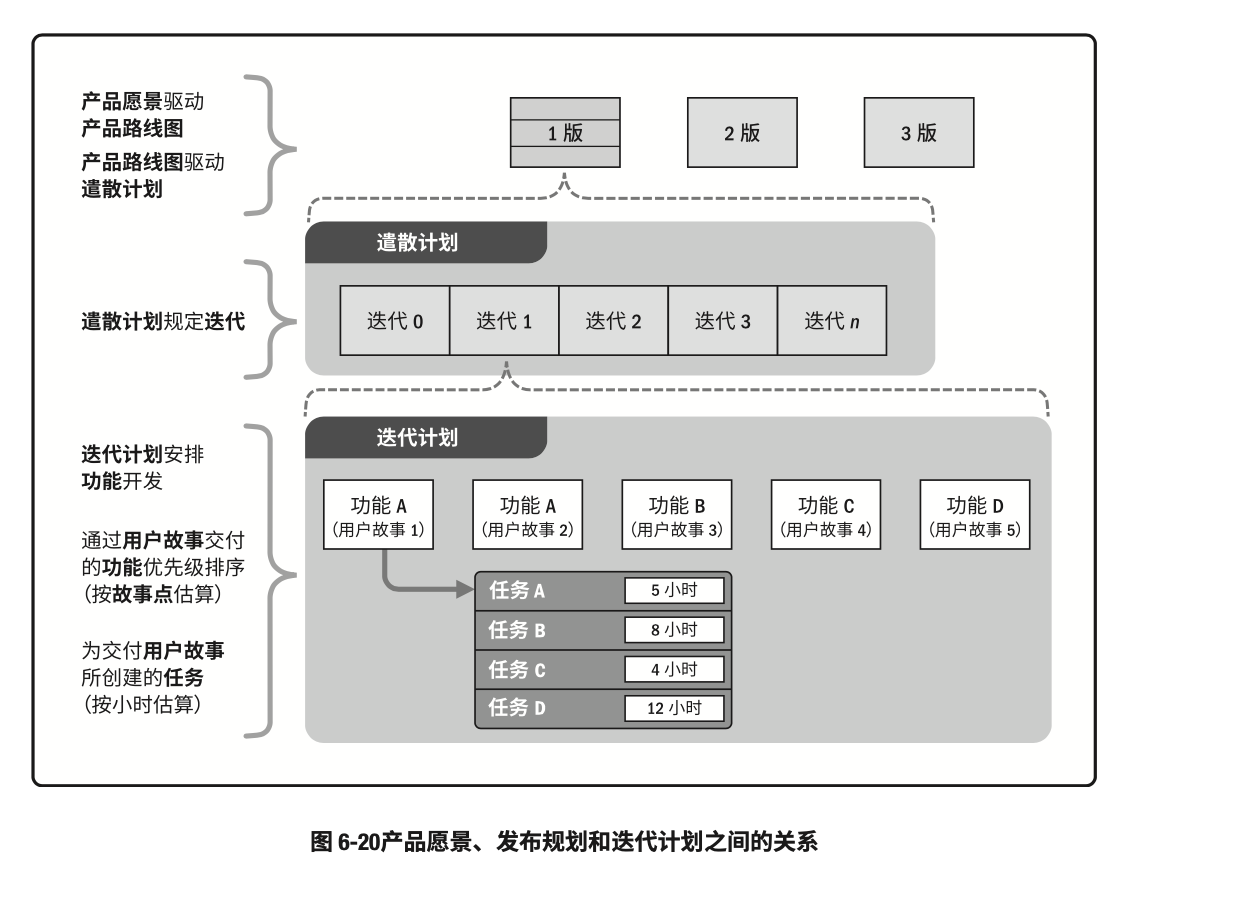 产品愿景驱动
产品路线图
产品路线图驱动
遣散计划
1 版
2 版
3 版
遣散计划
遣散计划规定迭代
迭代 0
迭代 1
迭代 2
迭代 3
迭代 n
迭代计划
迭代计划安排
功能开发
通过用户故事交付
的功能优先级排序
（按故事点估算）
为交付用户故事
所创建的任务
（按小时估算）
功能 A
（用户故事 1）
功能 A
（用户故事 2）
功能 B
（用户故事 3）
功能 C
（用户故事 4）
功能 D
（用户故事 5）
任务 A 5 小时
任务 B 8 小时
任务 C 4 小时
任务 D 12 小时
图 6-20产品愿景、发布规划和迭代计划之间的关系